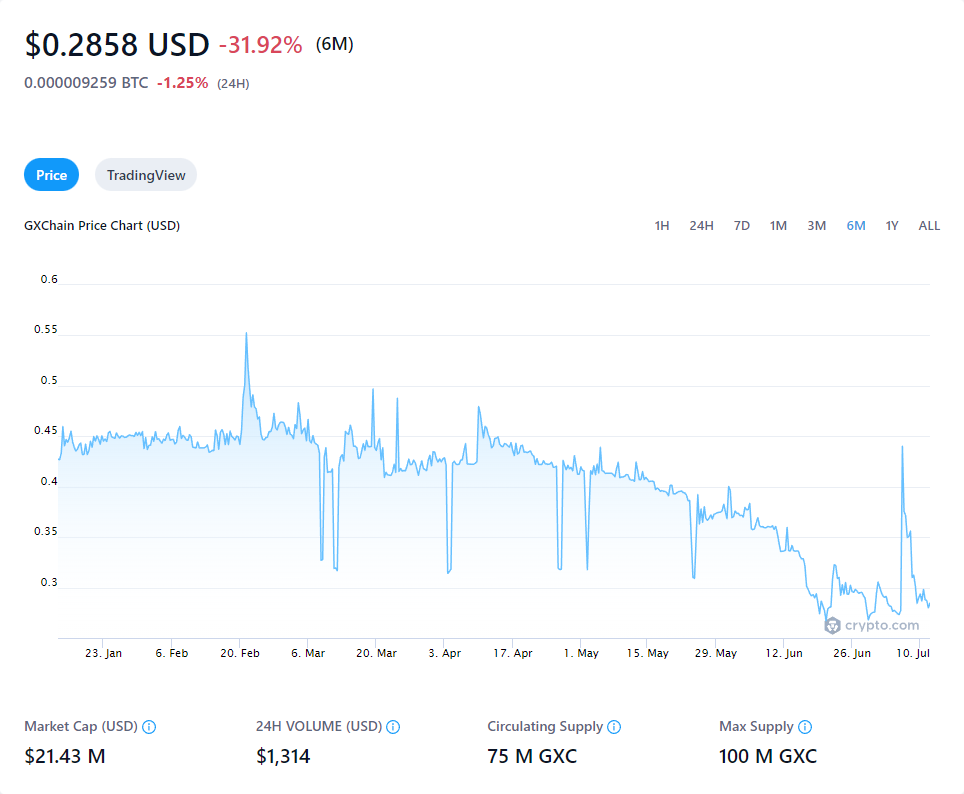 $0.2858 USD -31.92% (6M)
0.000009259 BTC -1.25% (24H)
Price TradingView
GXChain Price Chart (USD) 1H 24H 7D 1M 3M 6M 1Y ALL
0.6
0.55
0.5
0.45
0.4
0.35
0.3
crypto.com
23. Jan 6. Feb 20. Feb 6. Mar 20. Mar 3. Apr 17. Apr 1. May 15. May 29. May 12. Jun 26. Jun 10. Jul
Market Cap (USD) 24H VOLUME (USD) Circulating Supply Max Supply
$21.43 M $1,314 75 M GXC 100 M GXC